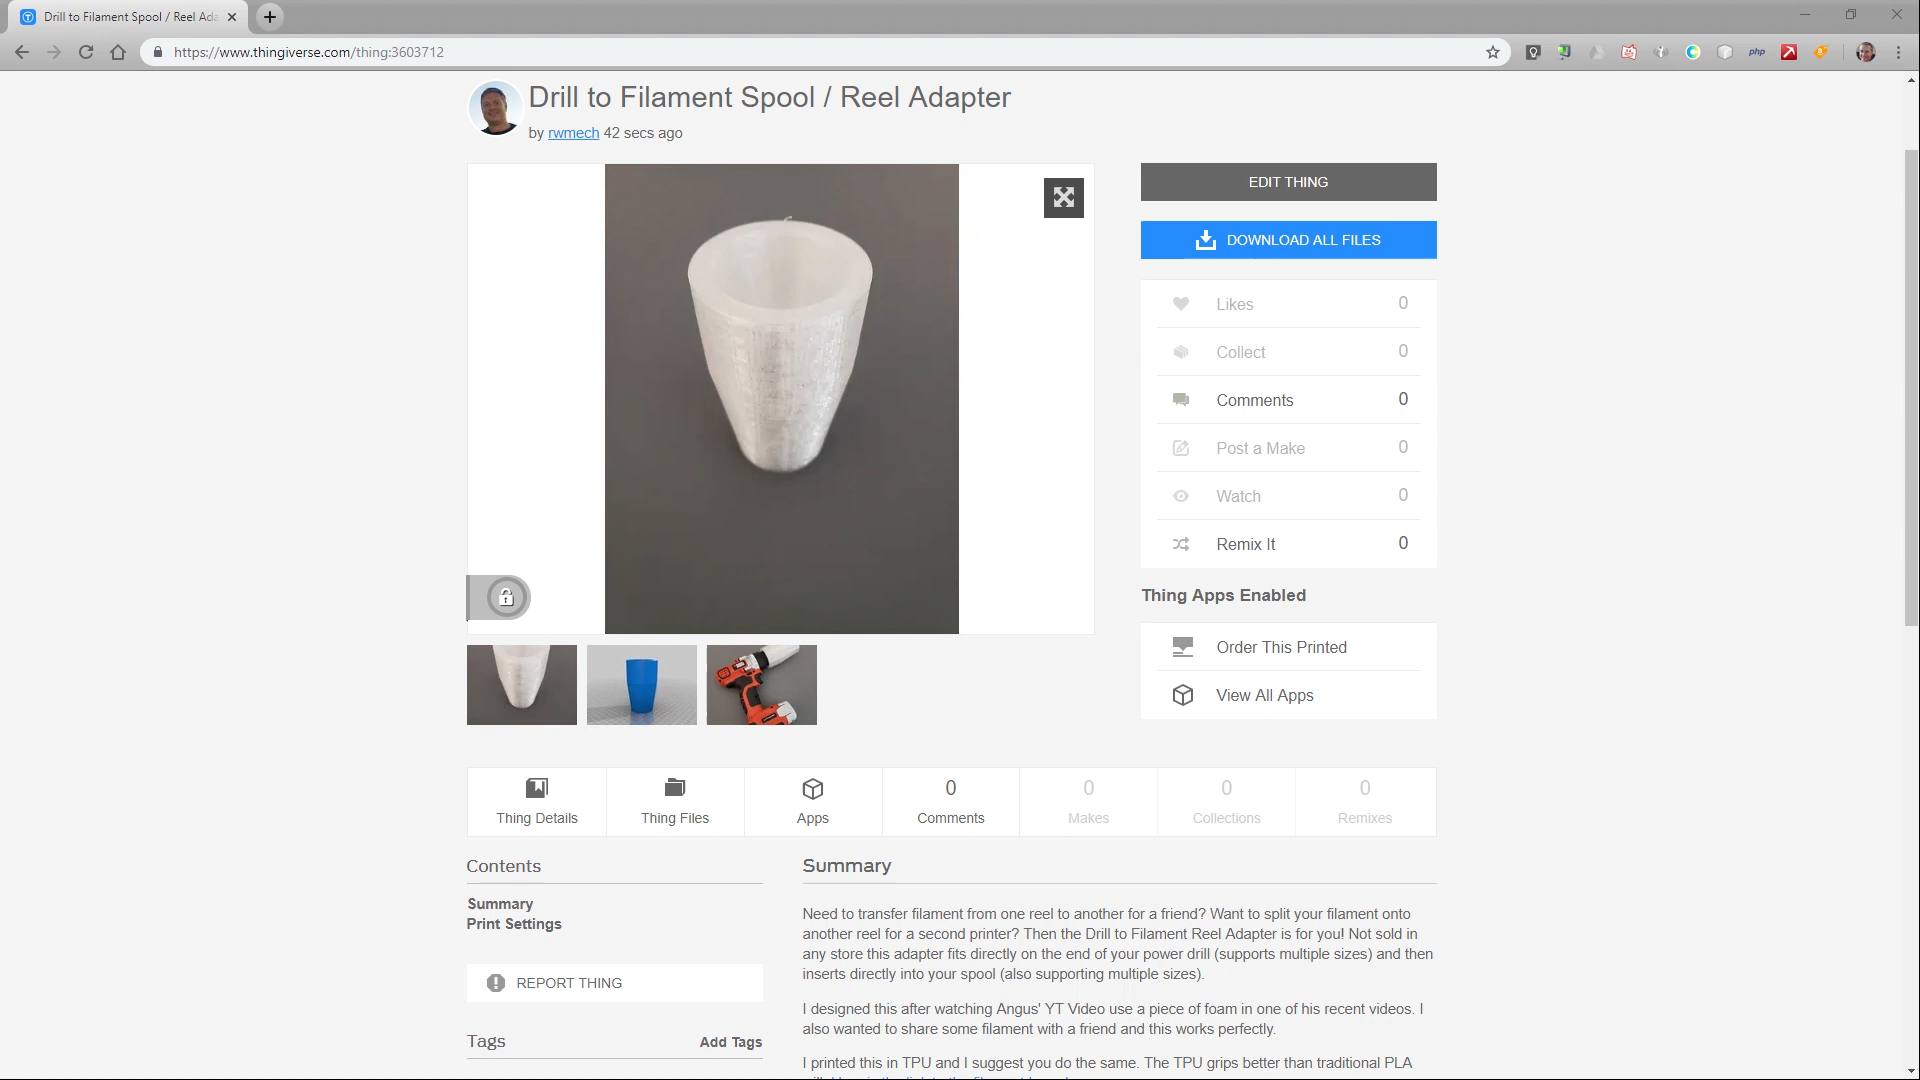 Drill to Filament Spool / Reel Ada
https://www.thingiverse.com/thing:3603712
php
Drill to Filament Spool / Reel Adapter
by rwmech 42 secs ago
EDIT THING
DOWNLOAD ALL FILES
Likes 0
Collect 0
Comments 0
Post a Make 0
Watch 0
Remix It 0
Thing Apps Enabled
Order This Printed
View All Apps
Thing Details
Thing Files
Apps
0 Comments
0 Makes
0 Collections
0 Remixes
Contents
Summary
Print Settings
REPORT THING
Tags
Add Tags
Summary
Need to transfer filament from one reel to another for a friend? Want to split your filament onto
another reel for a second printer? Then the Drill to Filament Reel Adapter is for you! Not sold in
any store this adapter fits directly on the end of your power drill (supports multiple sizes) and then
inserts directly into your spool (also supporting multiple sizes).
I designed this after watching Angus' YT Video use a piece of foam in one of his recent videos. I
also wanted to share some filament with a friend and this works perfectly.
I printed this in TPU and I suggest you do the same. The TPU grips better than traditional PLA